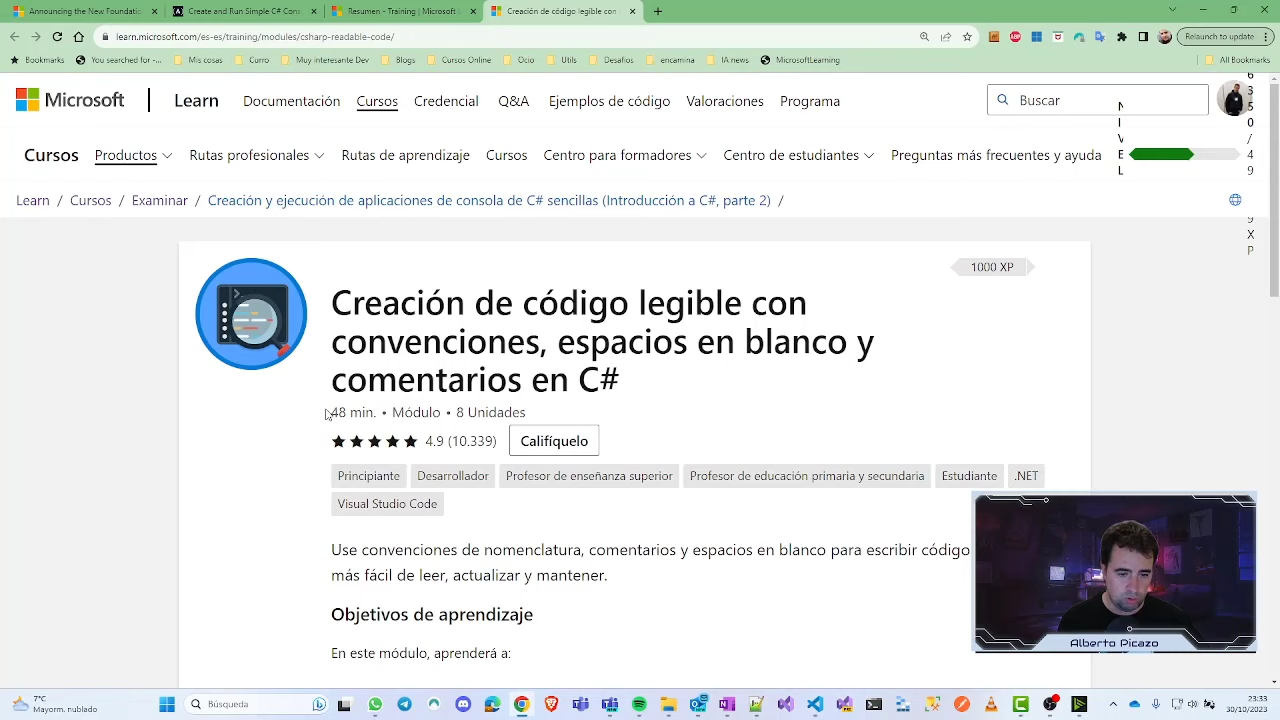 Announcing the New Foundatic
Create and Run Simple C# Cons
Resumen - Training | Microsoft L
Creación de código legible con
learn.microsoft.com/es-es/training/modules/csharp-readable-code/
Relaunch to update
Bookmarks
You searched for -...
Mis cosas
Curro
Muy interesante Dev
Blogs
Cursos Online
Ocio
Utils
Desafios
encamina
IA news
MicrosoftLearning
All Bookmarks
Microsoft
Learn
Documentación
Cursos
Credencial
Q&A
Ejemplos de código
Valoraciones
Programa
Buscar
Cursos
Productos
Rutas profesionales
Rutas de aprendizaje
Cursos
Centro para formadores
Centro de estudiantes
Preguntas más frecuentes y ayuda
Learn / Cursos / Examinar / Creación y ejecución de aplicaciones de consola de C# sencillas (Introducción a C#, parte 2) /
1000 XP
Creación de código legible con
convenciones, espacios en blanco y
comentarios en C#
48 min. • Módulo • 8 Unidades
4.9 (10.339)
Califíquelo
Principiante
Desarrollador
Profesor de enseñanza superior
Profesor de educación primaria y secundaria
Estudiante
.NET
Visual Studio Code
Use convenciones de nomenclatura, comentarios y espacios en blanco para escribir código
más fácil de leer, actualizar y mantener.
Objetivos de aprendizaje
En este módulo, aprenderá a:
Alberto Picazo
7°C
Mayorm. nublado
Búsqueda
23:33
30/10/2023